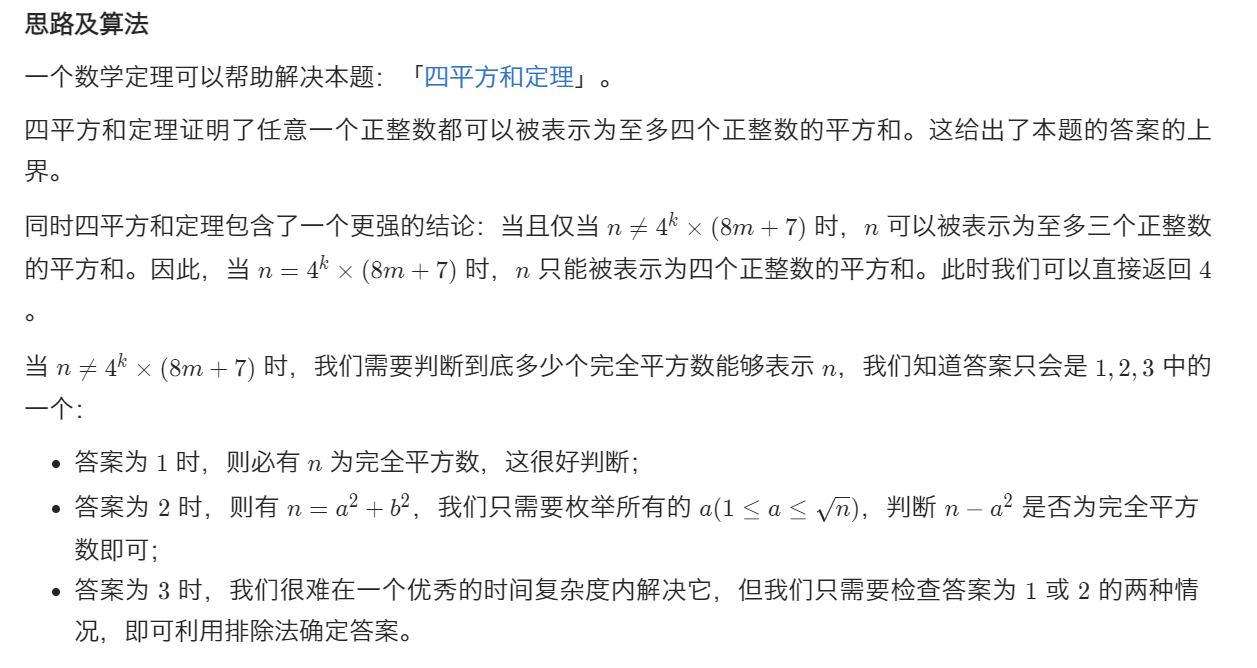 思路及算法
一个数学定理可以帮助解决本题：「四平方和定理」。
四平方和定理证明了任意一个正整数都可以被表示为至多四个正整数的平方和。这给出了本题的答案的上
界。
同时四平方和定理包含了一个更强的结论：当且仅当 n ≠ 4^k × (8m + 7) 时，n 可以被表示为至多三个正整数
的平方和。因此，当 n = 4^k × (8m + 7) 时，n 只能被表示为四个正整数的平方和。此时我们可以直接返回 4
。
当 n ≠ 4^k × (8m + 7) 时，我们需要判断到底多少个完全平方数能够表示 n，我们知道答案只会是 1, 2, 3 中的
一个：
• 答案为 1 时，则必有 n 为完全平方数，这很好判断；
• 答案为 2 时，则有 n = a² + b²，我们只需要枚举所有的 a(1 ≤ a ≤ √n)，判断 n − a² 是否为完全平方
数即可；
• 答案为 3 时，我们很难在一个优秀的时间复杂度内解决它，但我们只需要检查答案为 1 或 2 的两种情
况，即可利用排除法确定答案。